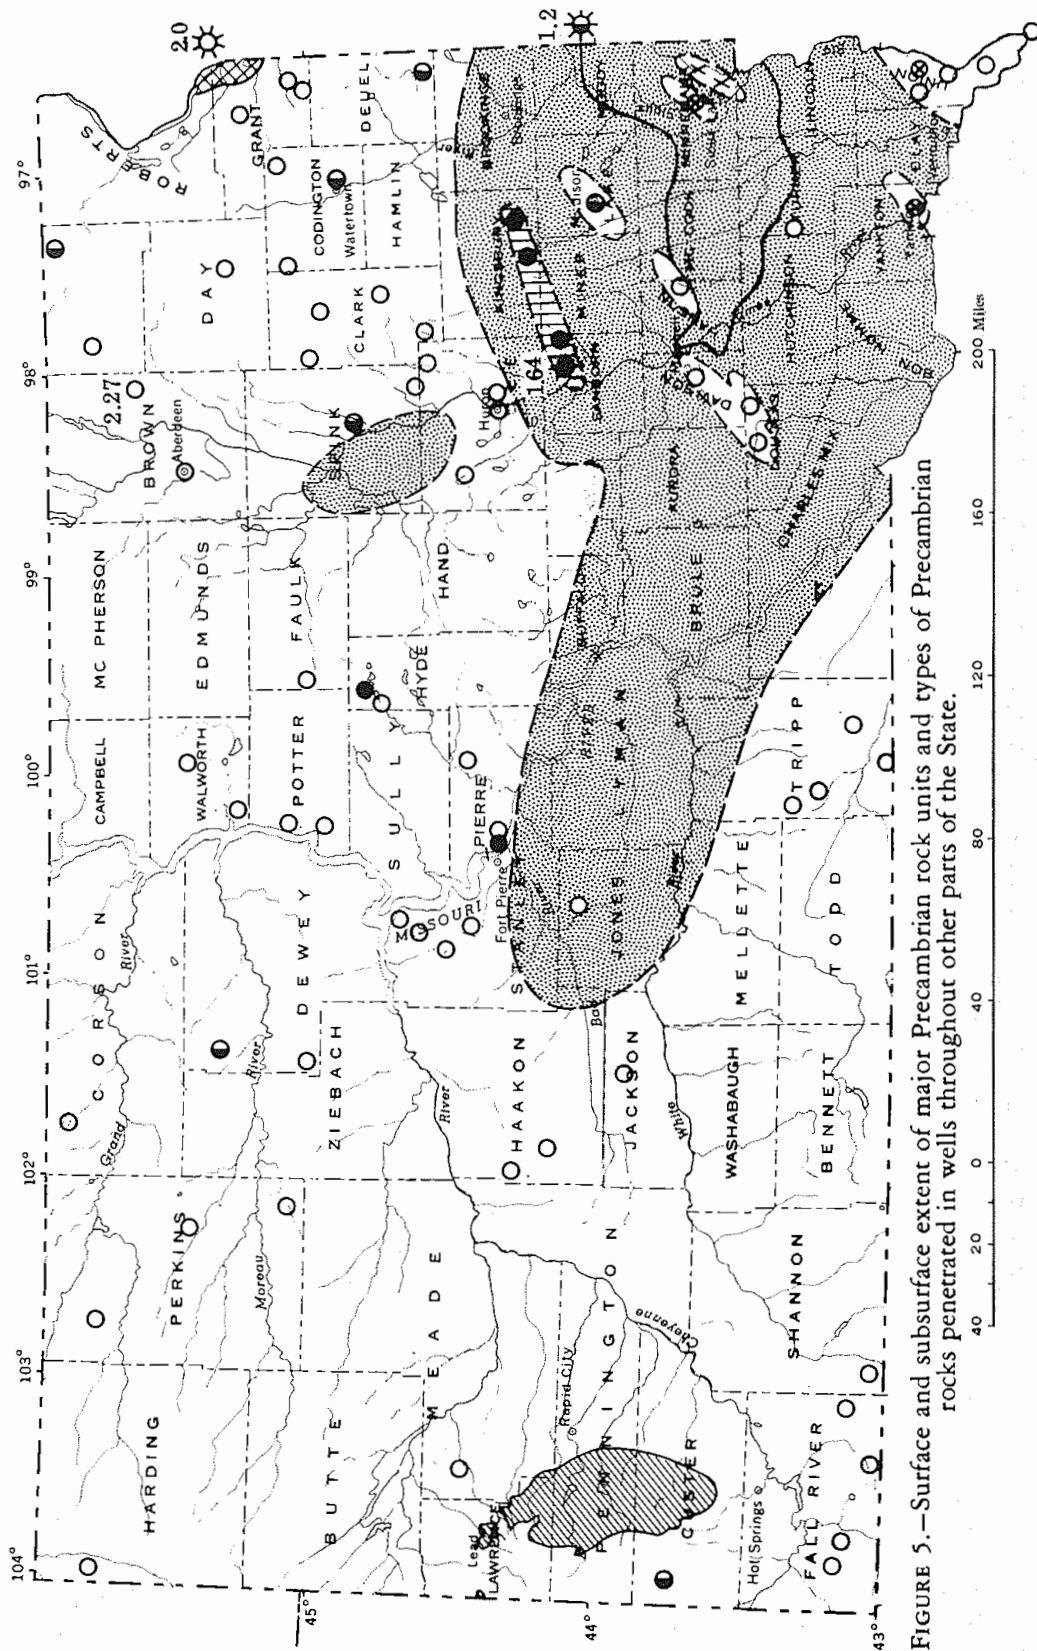 104°
103°
102°
101°
100°
99°
98°
97°
45°
44°
43°
HARDING
PERKINS
CORSON
CAMPBELL
MC PHERSON
BROWN
2.27
Aberdeen
DAY
ROBERTS
GRANT
2.0
WALWORTH
EDMUNDS
BUTTE
Moreau
River
Grand
River
DEWEY
ZIEBACH
POTTER
FAULK
SPINK
CLARK
CODINGTON
Watertown
HAMLIN
DEUEL
MEADE
River
SULLY
HYDE
HAND
Huron
Lead
LAWRENCE
HAAKON
MISSOURI
PIERRE
Fort Pierre
STANLEY
BUFFALO
1.64
SANBORN
KINGSBURY
MINER
Madison
LAKE
BROOKINGS
1.2
Rapid City
PENNINGTON
Cheyenne
JACKSON
White
River
JONES
LYMAN
BRULE
AURORA
DAVISON
MC COOK
CUSTER
Hot Springs
FALL RIVER
SHANNON
WASHABAUGH
BENNETT
MELLETTE
TODD
TRIPP
CHARLES MIX
DOUGLAS
HUTCHINSON
LINCOLN
BON
HOMME
YANKTON
CLAY
UNION
40
20
0
40
80
120
160
200 Miles
FIGURE 5.—Surface and subsurface extent of major Precambrian rock units and types of Precambrian
rocks penetrated in wells throughout other parts of the State.